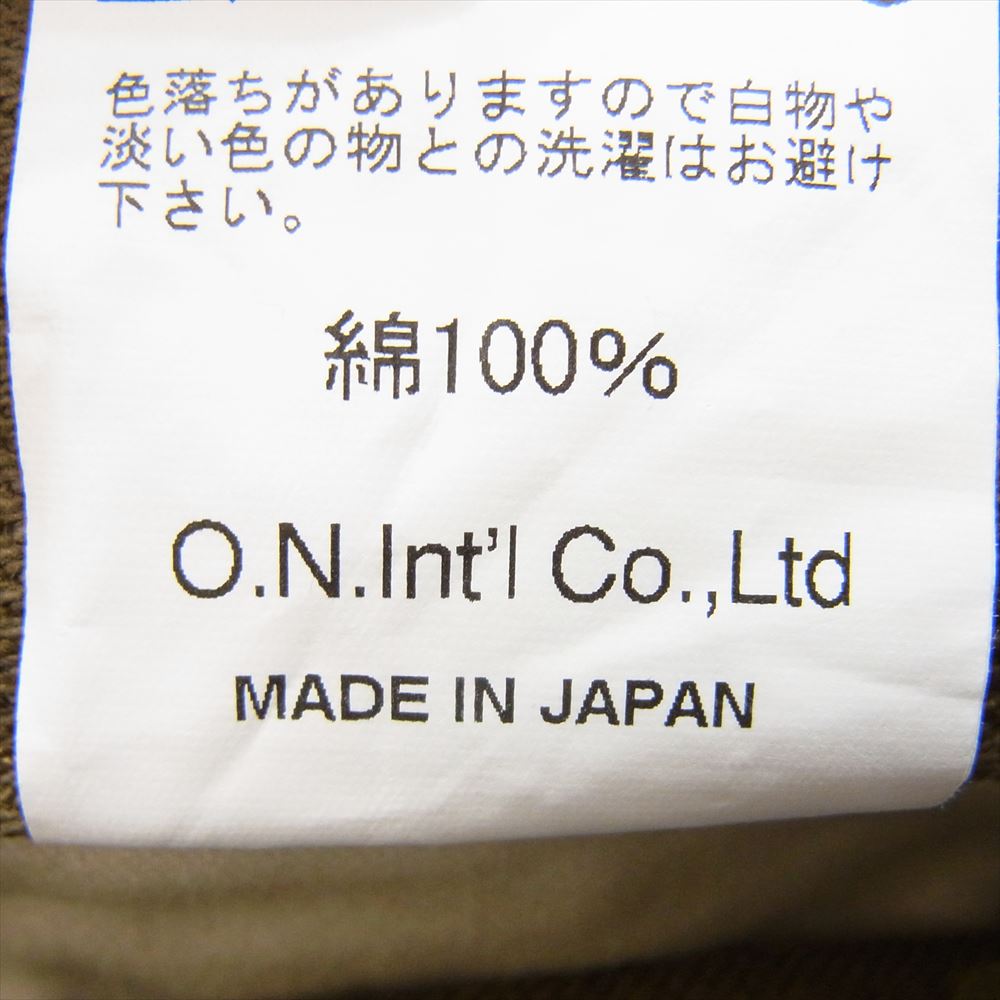 色落ちがありますので白物や
淡い色の物との洗濯はお避け
下さい。
綿100%
O.N.Int'l Co.,Ltd
MADE IN JAPAN